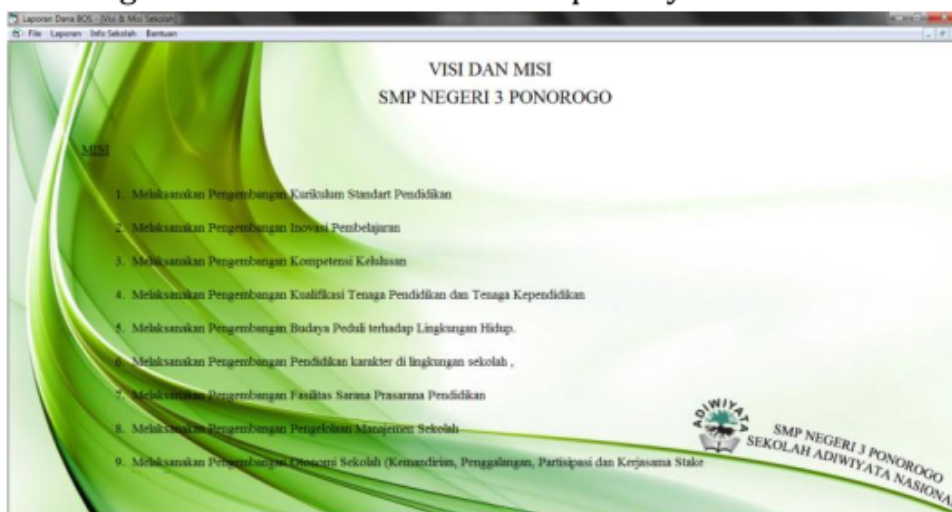 Laporan Dana BOS - [Visi & Misi Sekolah]
File Laporan Info Sekolah Bantuan
VISI DAN MISI
SMP NEGERI 3 PONOROGO
MISI
1. Melaksanakan Pengembangan Kurikulum Standart Pendidikan
2. Melaksanakan Pengembangan Inovasi Pembelajaran
3. Melaksanakan Pengembangan Kompetensi Kelulusan
4. Melaksanakan Pengembangan Kualifikasi Tenaga Pendidikan dan Tenaga Kependidikan
5. Melaksanakan Pengembangan Budaya Peduli terhadap Lingkungan Hidup.
6. Melaksanakan Pengembangan Pendidikan karakter di lingkungan sekolah ,
7. Melaksanakan Pengembangan Fasilitas Sarana Prasarana Pendidikan
8. Melaksanakan Pengembangan Pengelolaan Manajemen Sekolah
9. Melaksanakan Pengembangan Otonomi Sekolah (Kemandirian, Penggalangan, Partisipasi dan Kerjasama Stake
ADIWIYATA
SMP NEGERI 3 PONOROGO
SEKOLAH ADIWIYATA NASIONA